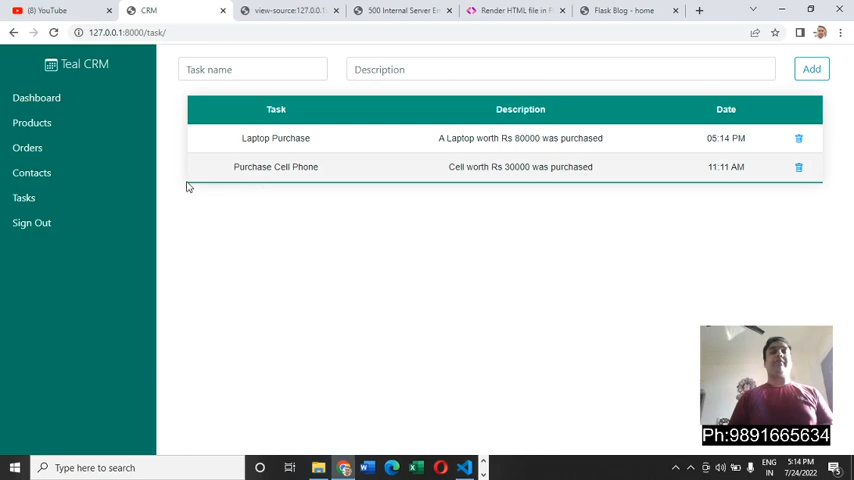 (8) YouTube
CRM
view-source:127.0.0.1
500 Internal Server Er
Render HTML file in F
Flask Blog - home
127.0.0.1:8000/task/
Teal CRM
Dashboard
Products
Orders
Contacts
Tasks
Sign Out
Task name
Description
Add
Task Description Date
Laptop Purchase A Laptop worth Rs 80000 was purchased 05:14 PM
Purchase Cell Phone Cell worth Rs 30000 was purchased 11:11 AM
Ph:9891665634
Type here to search
ENG
IN
5:14 PM
7/24/2022